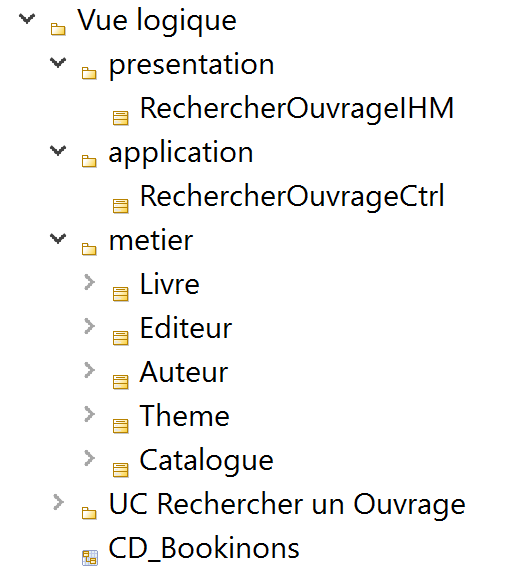 Vue logique
presentation
RechercherOuvrageIHM
application
RechercherOuvrageCtrl
metier
Livre
Editeur
Auteur
Theme
Catalogue
UC Rechercher un Ouvrage
CD_Bookinons